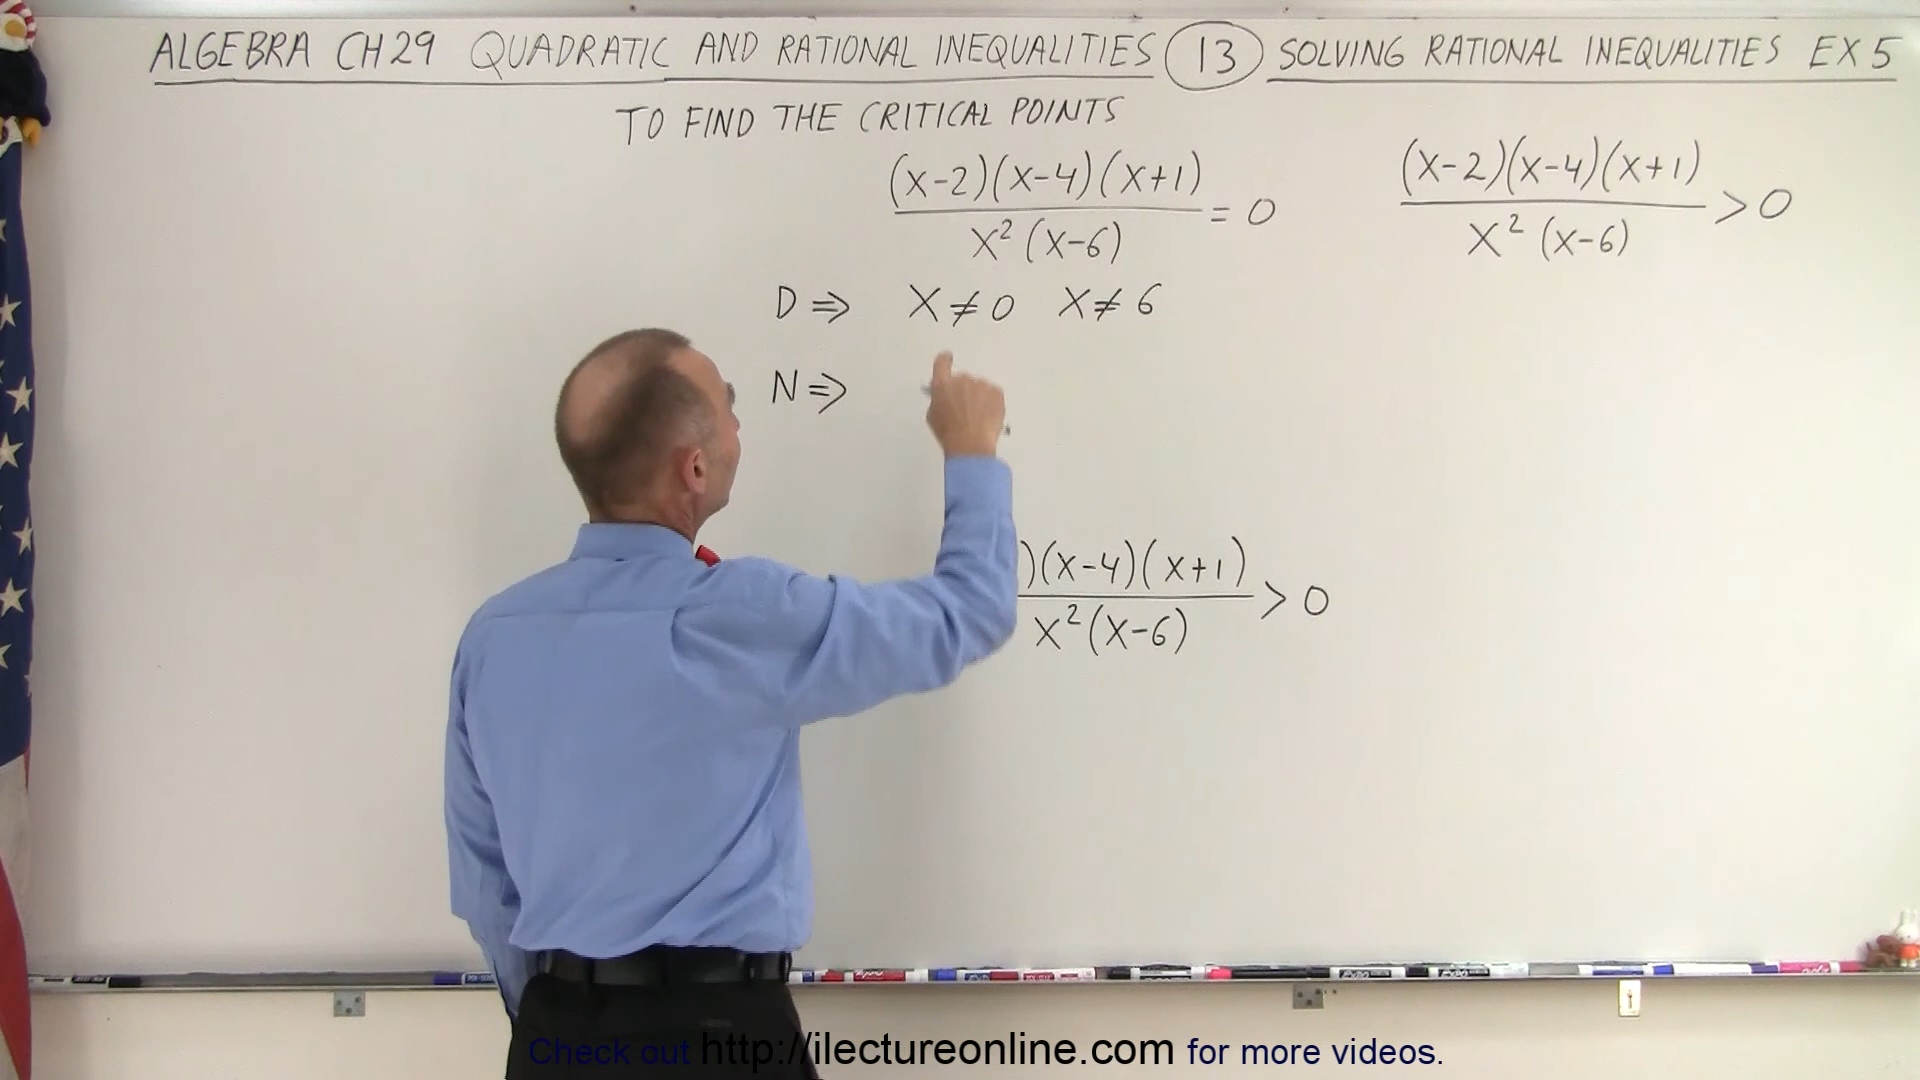 ALGEBRA CH 29 QUADRATIC AND RATIONAL INEQUALITIES 13 SOLVING RATIONAL INEQUALITIES EX 5
TO FIND THE CRITICAL POINTS
(x-2)(x-4)(x+1)
x² (x-6)
= 0
(x-2)(x-4)(x+1)
x² (x-6)
> 0
D ⇒ x ≠ 0 x ≠ 6
N ⇒
)(x-4)(x+1)
x²(x-6)
> 0
Check out http://ilectureonline.com for more videos.